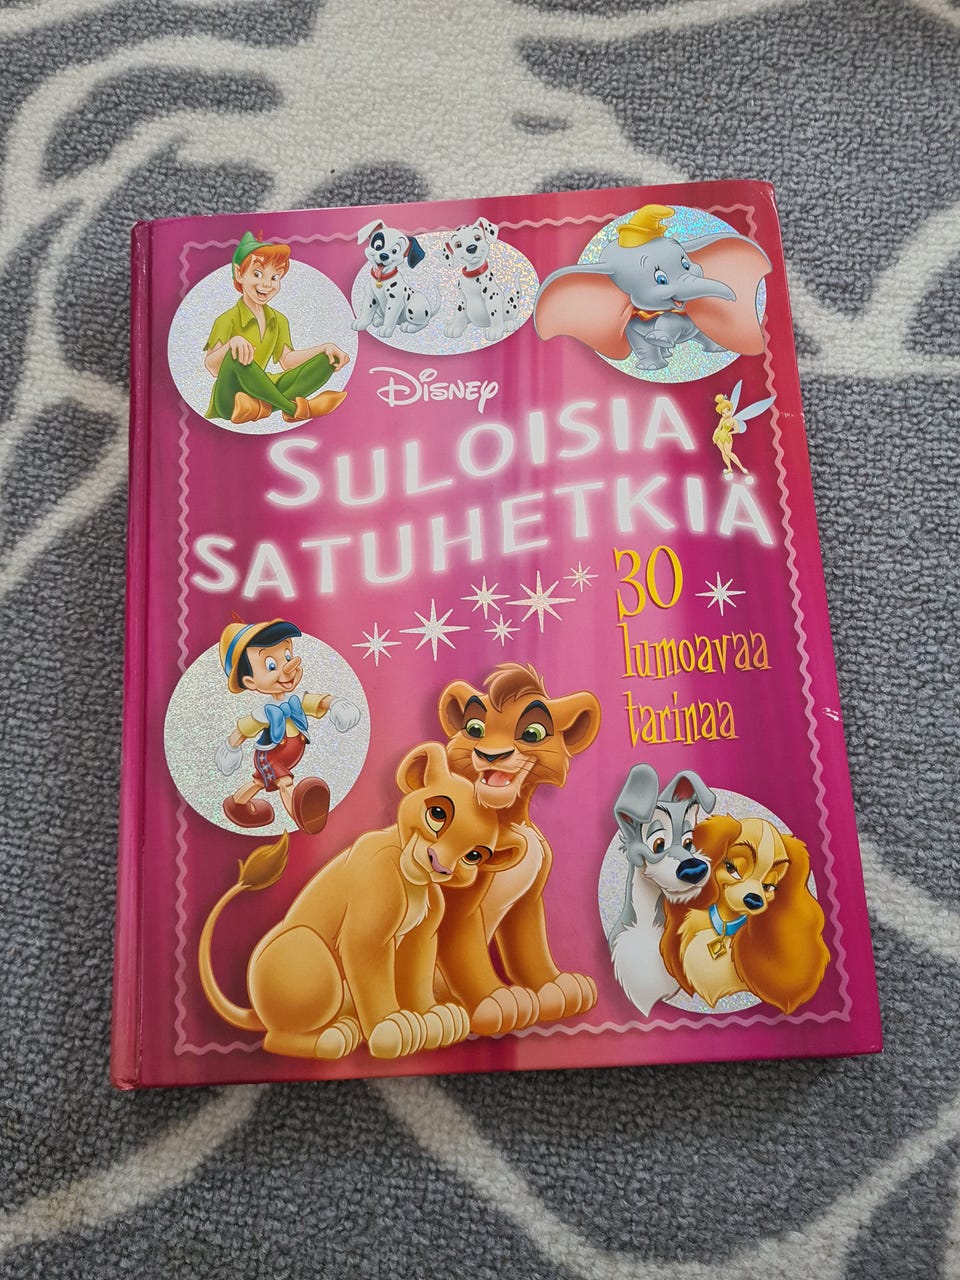 Disney
SULOISIA
SATUHETKIÄ
30
lumoavaa
tarinaa